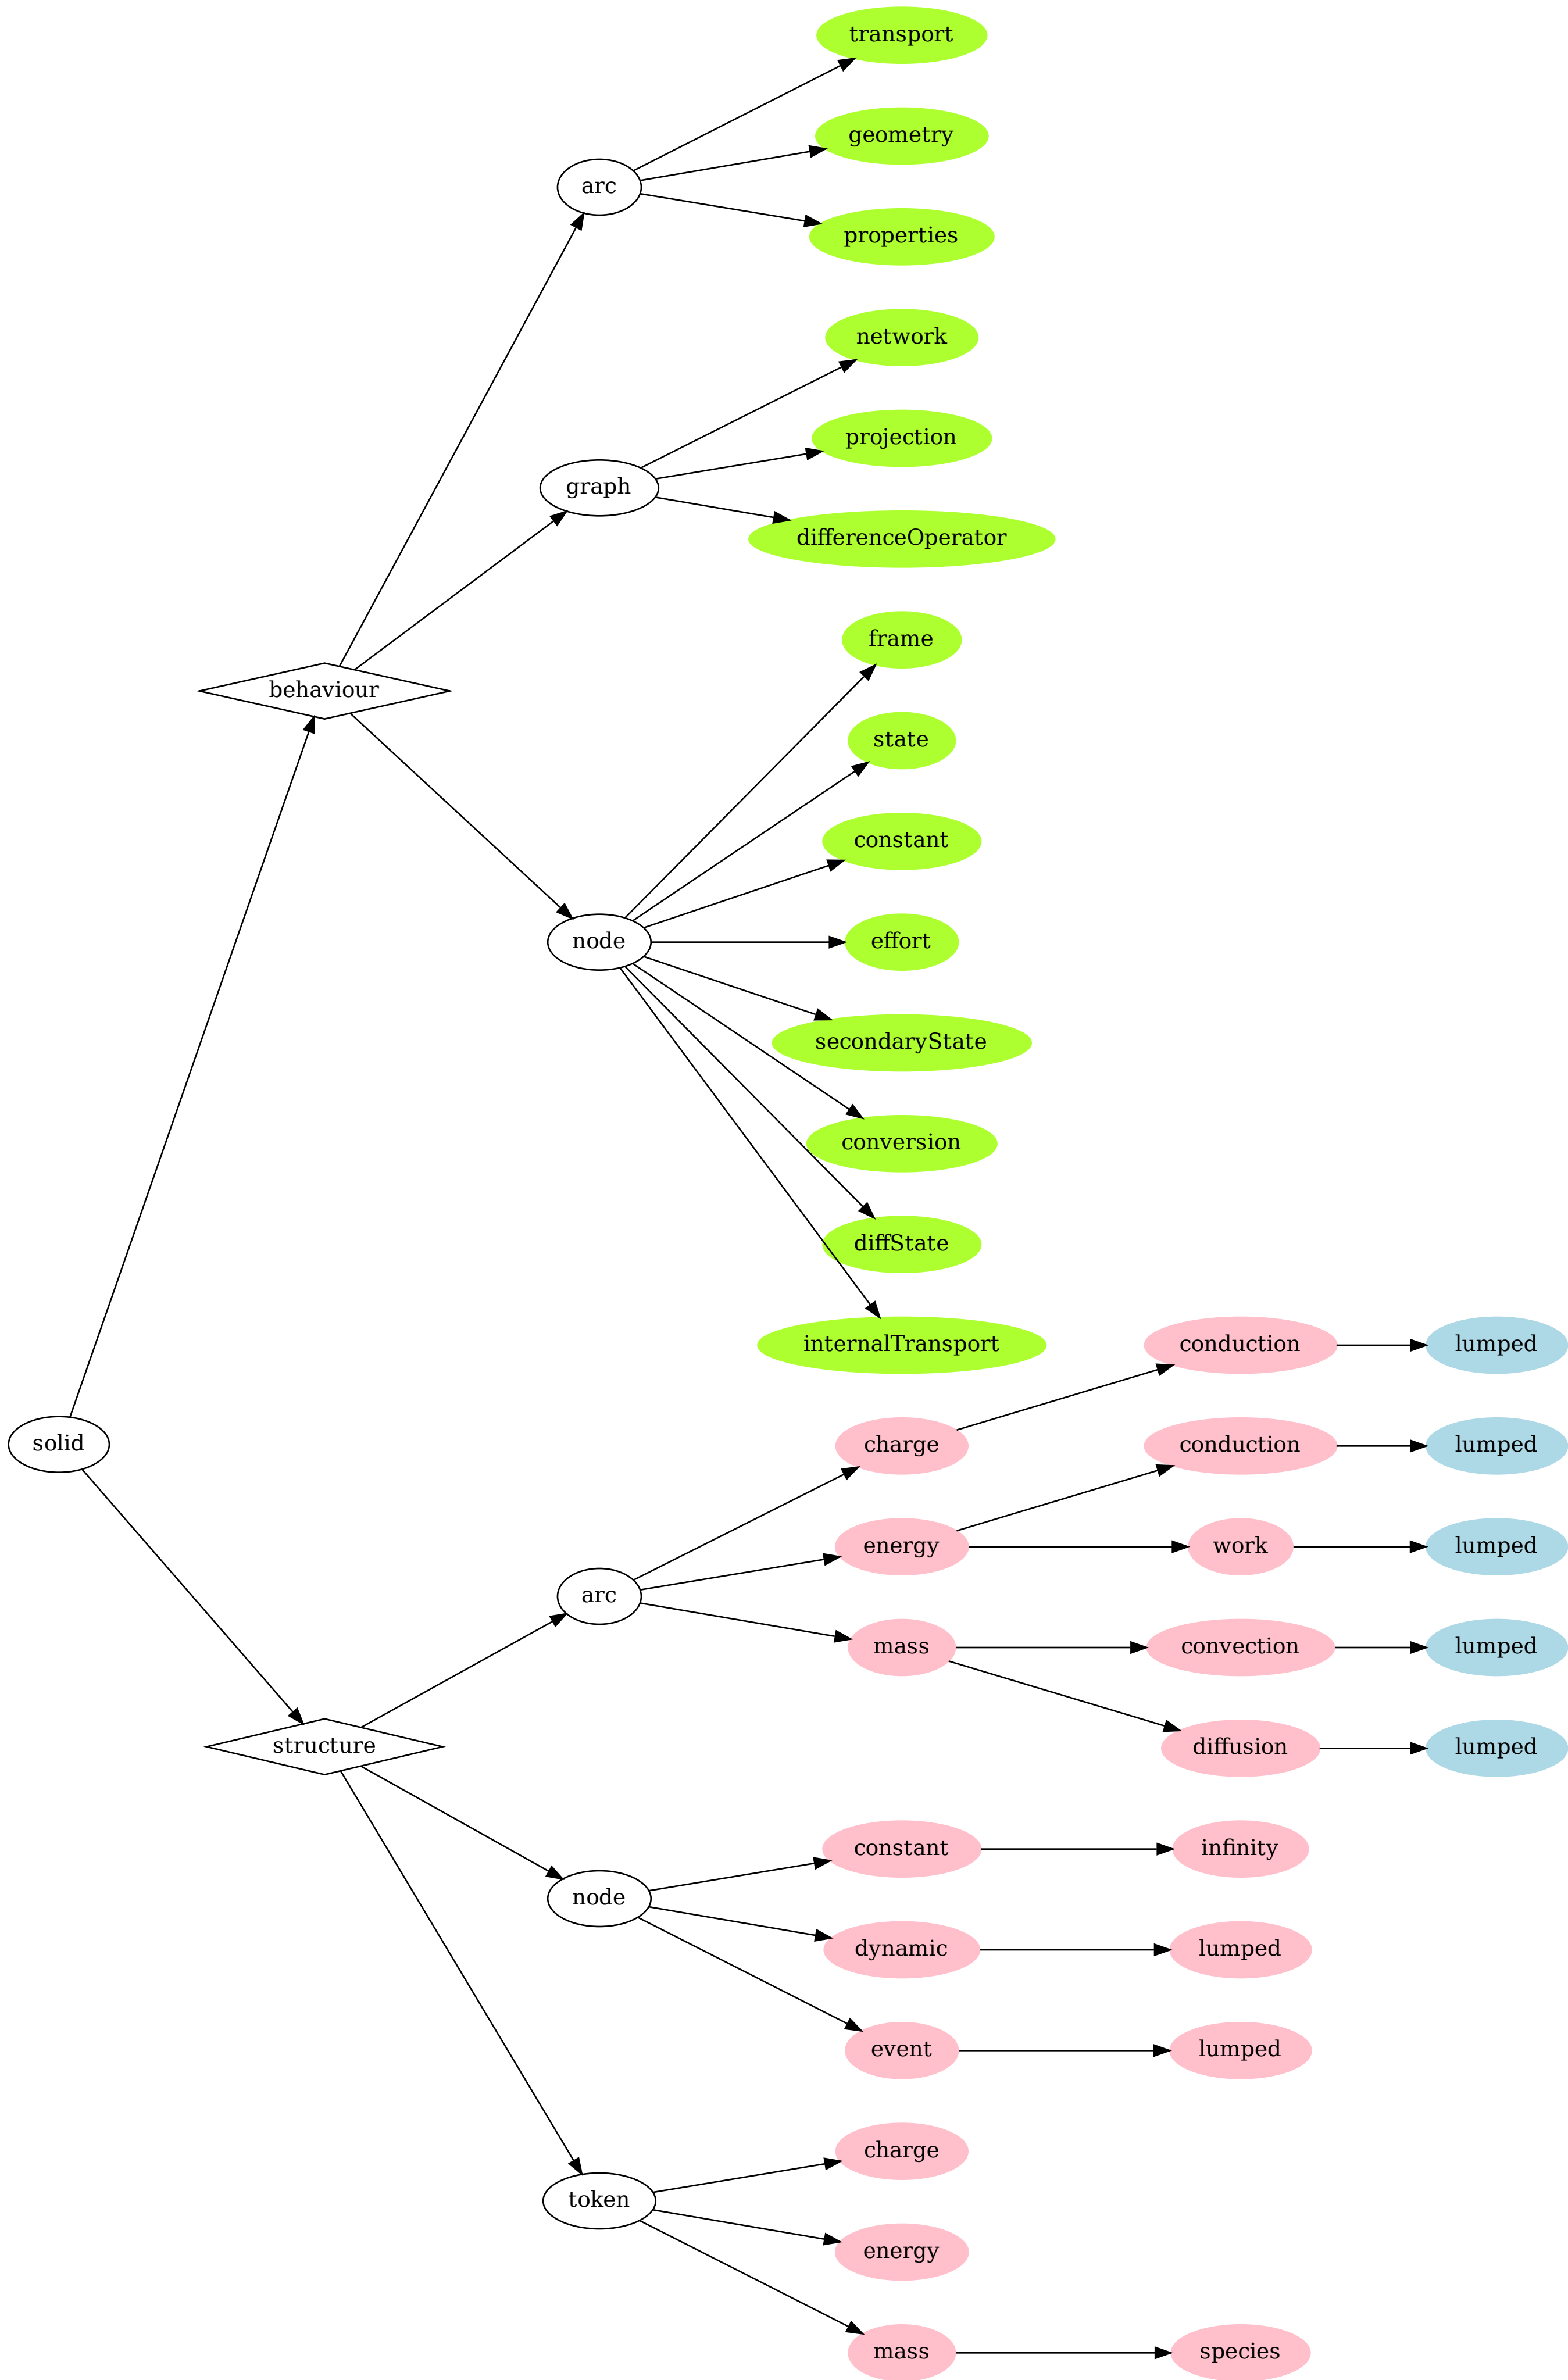 transport
geometry
arc
properties
network
projection
graph
differenceOperator
frame
behaviour
state
constant
node
effort
secondaryState
conversion
diffState
internalTransport
conduction
lumped
solid
charge
conduction
lumped
energy
work
lumped
arc
mass
convection
lumped
structure
diffusion
lumped
constant
infinity
node
dynamic
lumped
event
lumped
charge
token
energy
mass
species